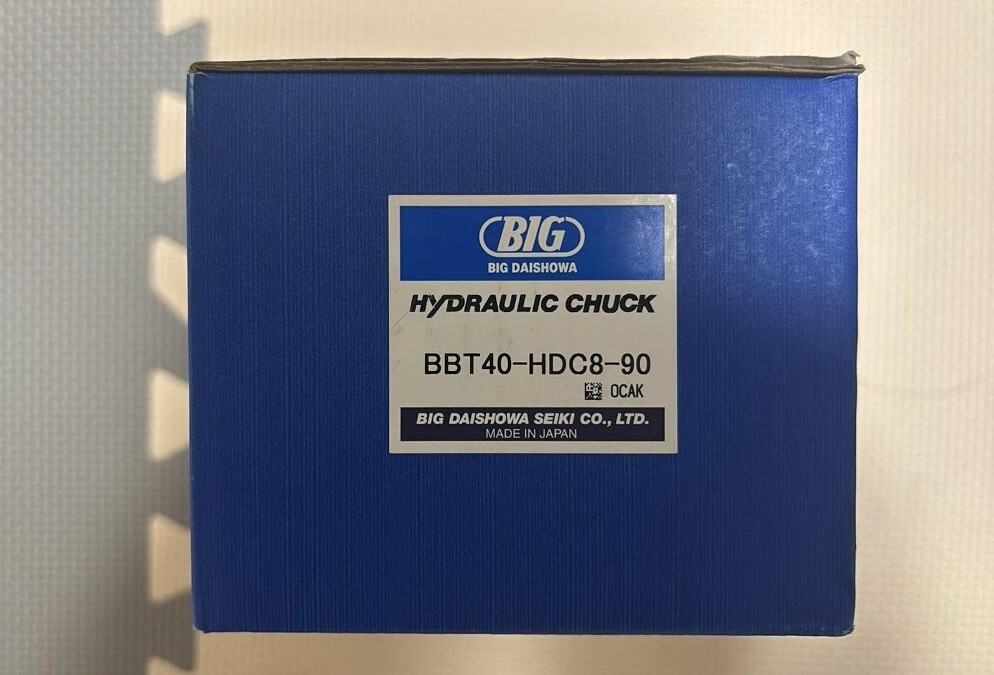 BIG
BIG DAISHOWA
HYDRAULIC CHUCK
BBT40-HDC8-90
OCAK
BIG DAISHOWA SEIKI CO., LTD.
MADE IN JAPAN